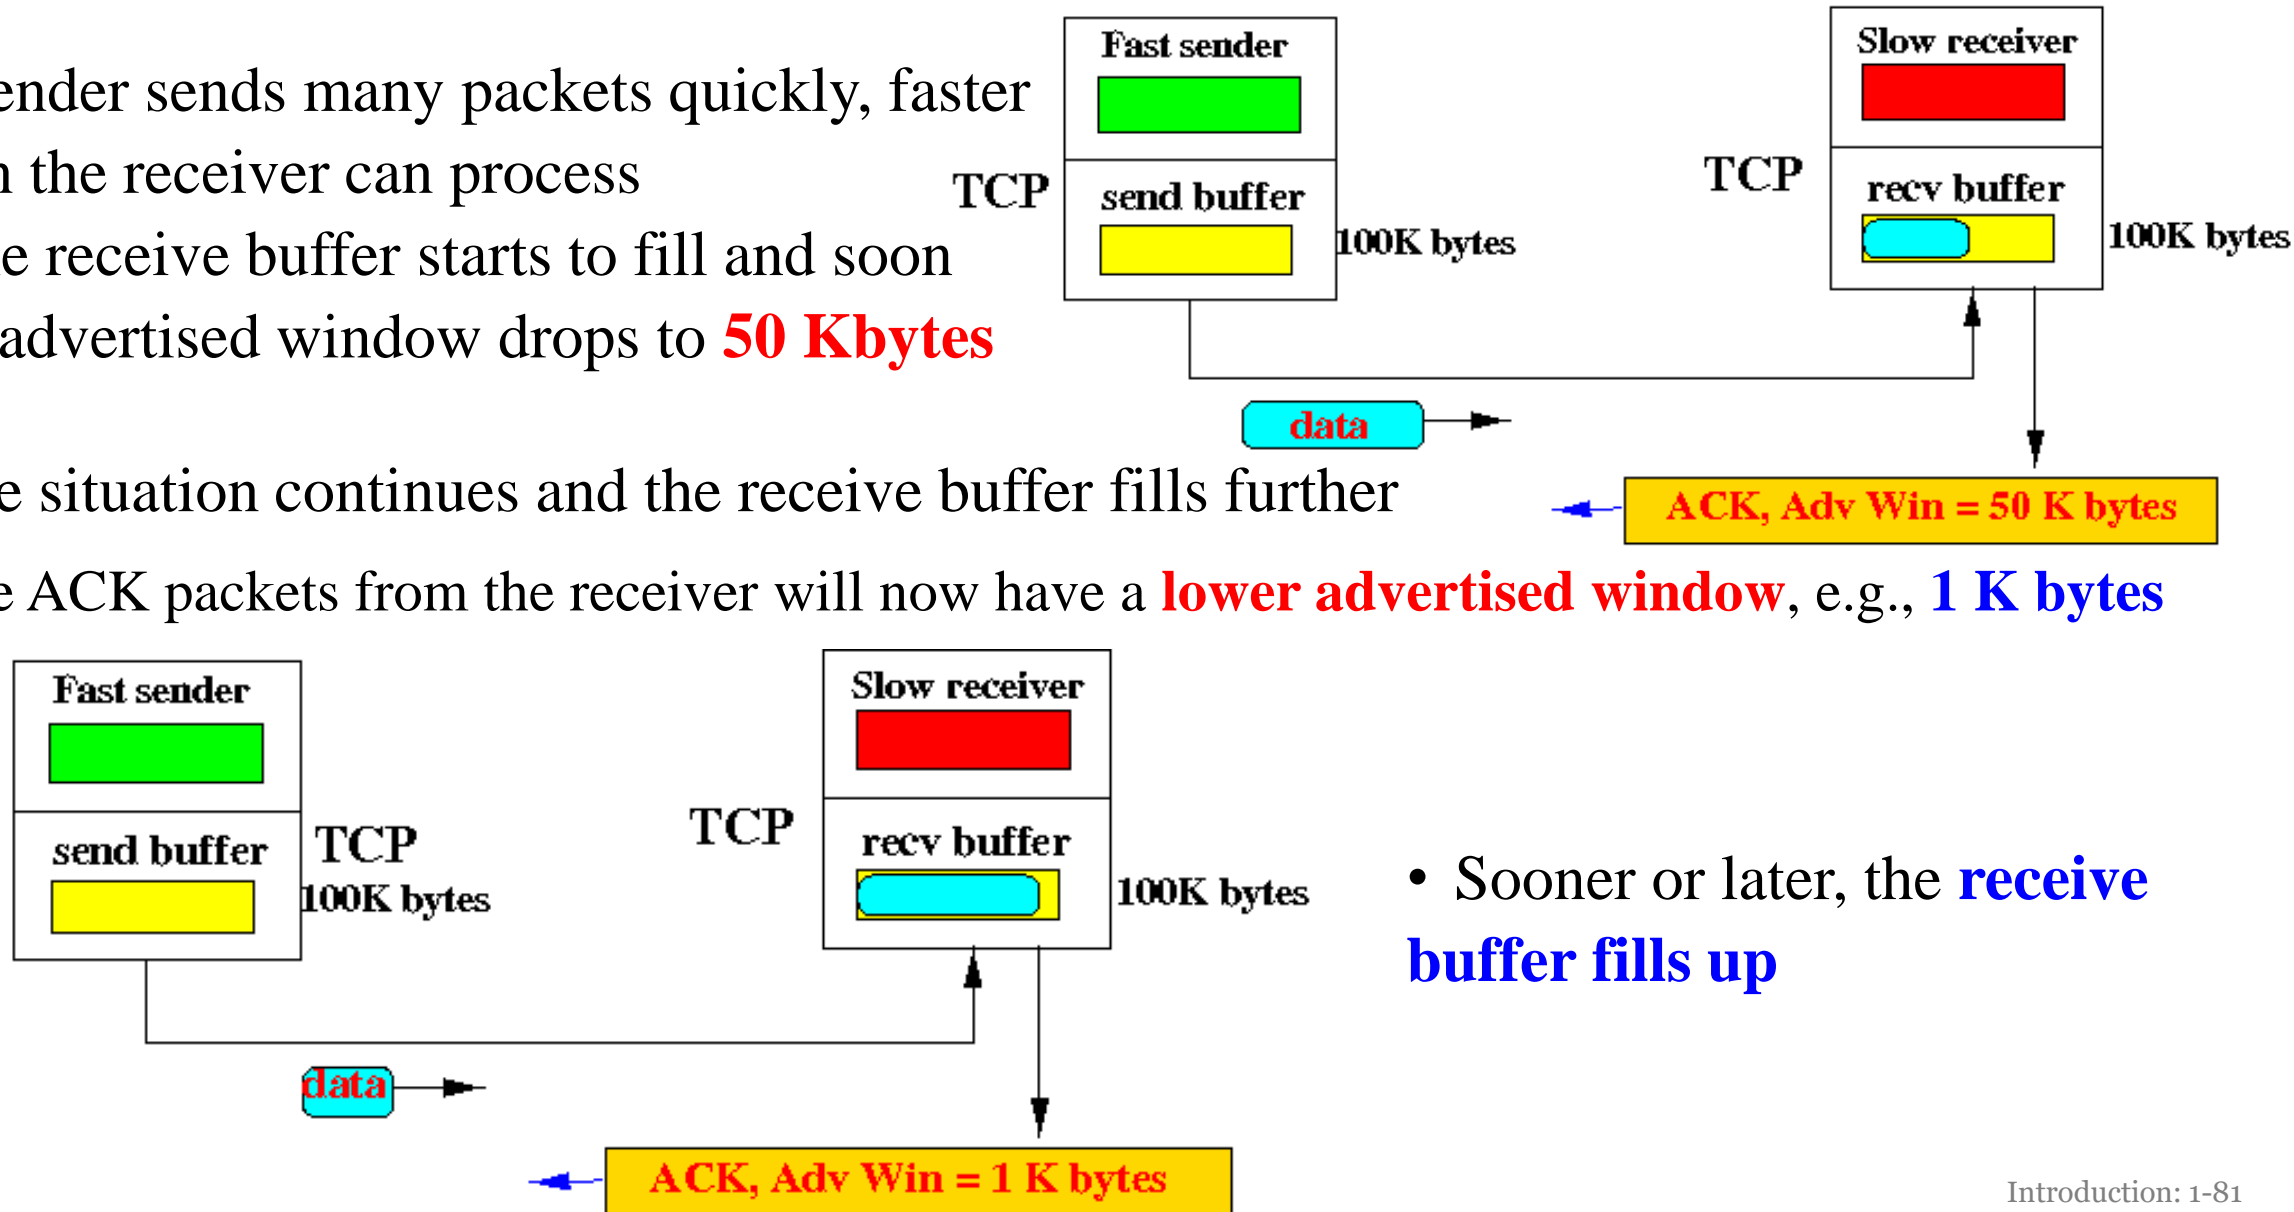 ender sends many packets quickly, faster
n the receiver can process
e receive buffer starts to fill and soon
advertised window drops to 50 Kbytes
Fast sender
TCP
send buffer
100K bytes
Slow receiver
TCP
recv buffer
100K bytes
data
ACK, Adv Win = 50 K bytes
e situation continues and the receive buffer fills further
e ACK packets from the receiver will now have a lower advertised window, e.g., 1 K bytes
Fast sender
send buffer
TCP
100K bytes
Slow receiver
TCP
recv buffer
100K bytes
data
ACK, Adv Win = 1 K bytes
• Sooner or later, the receive
buffer fills up
Introduction: 1-81